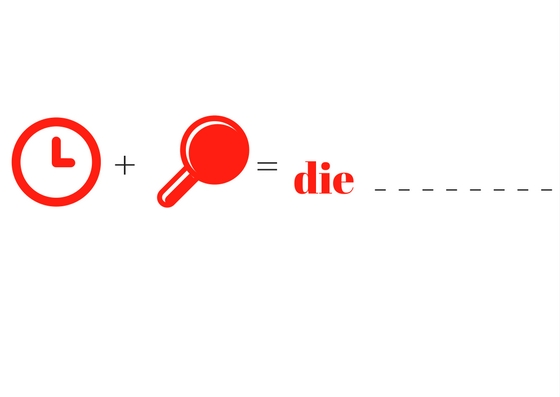 + = die _ _ _ _ _ _ _ _